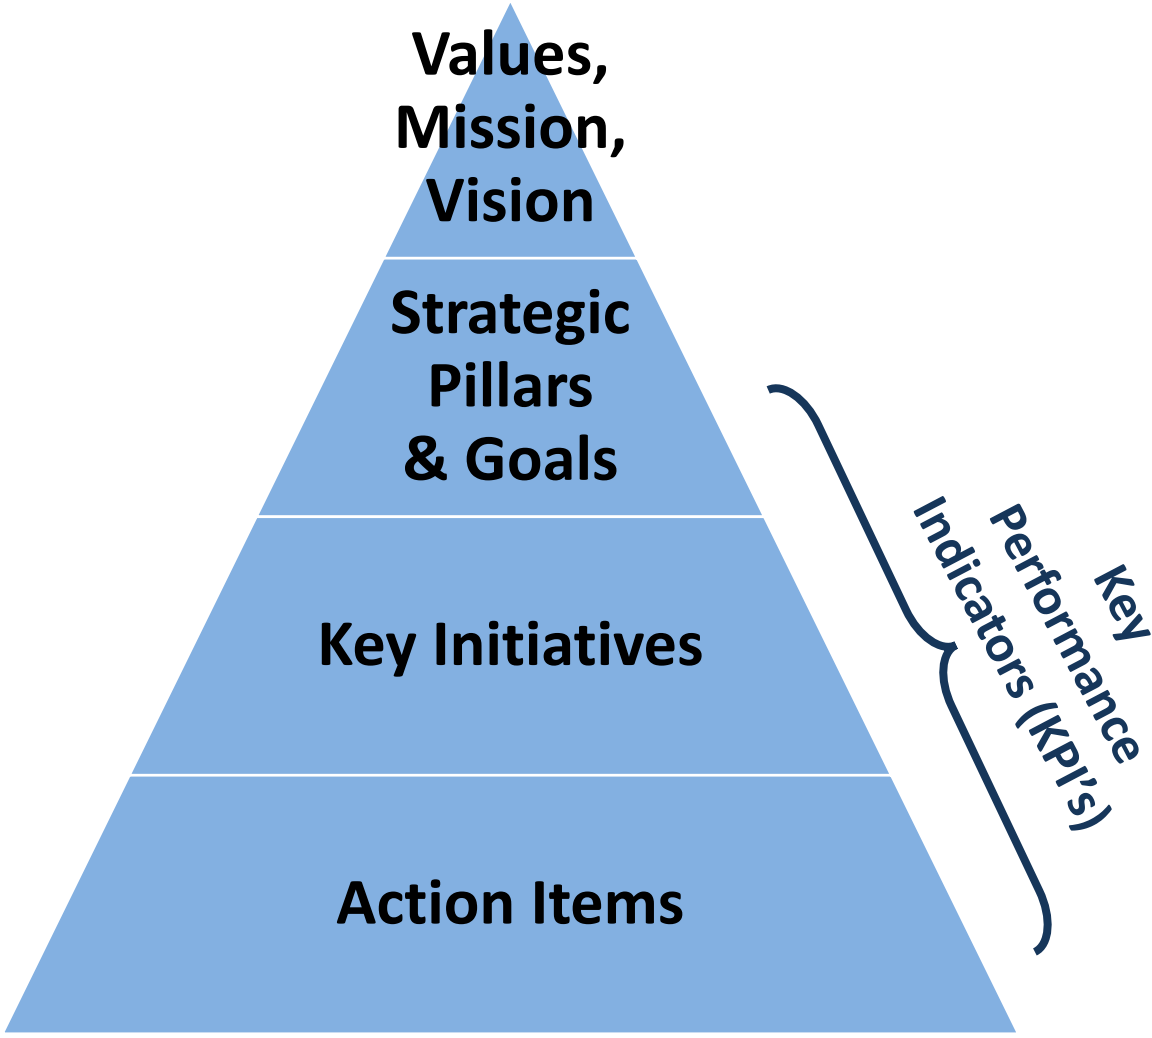 Values,
Mission,
Vision
Strategic
Pillars
& Goals
Key Initiatives
Action Items
Key
Performance
Indicators (KPI’s)